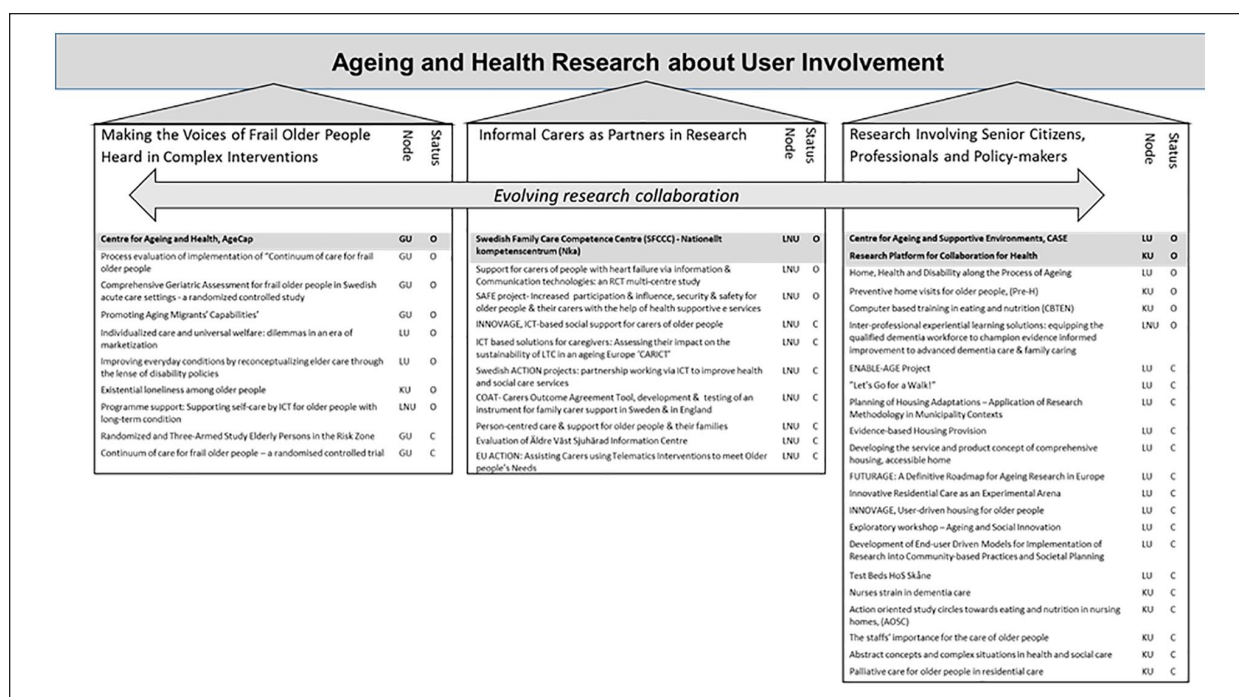 Ageing and Health Research about User Involvement
Making the Voices of Frail Older People
Heard in Complex Interventions
Node
Status
Evolving research collaboration
Centre for Ageing and Health, AgeCap GU O
Process evaluation of implementation of "Continuum of care for frail GU O
older people
Comprehensive Geriatric Assessment for frail older people in Swedish GU O
acute care settings - a randomized controlled study
Promoting Aging Migrants' Capabilities' GU O
Individualized care and universal welfare: dilemmas in an era of LU O
marketization
Improving everyday conditions by reconceptualizing elder care through LU O
the lense of disability policies
Existential loneliness among older people KU O
Programme support: Supporting self-care by ICT for older people with LNU O
long-term condition
Randomized and Three-Armed Study Elderly Persons in the Risk Zone GU C
Continuum of care for frail older people – a randomised controlled trial GU C
Informal Carers as Partners in Research
Node
Status
Swedish Family Care Competence Centre (SFCCC) - Nationellt LNU O
kompetenscentrum (Nka)
Support for carers of people with heart failure via information & LNU O
Communication technologies: an RCT multi-centre study
SAFE project- Increased participation & influence, security & safety for LNU O
older people & their carers with the help of health supportive e services
INNOVAGE, ICT-based social support for carers of older people LNU C
ICT based solutions for caregivers: Assessing their impact on the LNU C
sustainability of LTC in an ageing Europe 'CARICT'
Swedish ACTION projects: partnership working via ICT to improve health LNU C
and social care services
COAT- Carers Outcome Agreement Tool, development & testing of an LNU C
instrument for family carer support in Sweden & in England
Person-centred care & support for older people & their families LNU C
Evaluation of Äldre Väst Sjuhärad Information Centre LNU C
EU ACTION: Assisting Carers using Telematics Interventions to meet Older LNU C
people's Needs
Research Involving Senior Citizens,
Professionals and Policy-makers
Node
Status
Centre for Ageing and Supportive Environments, CASE LU O
Research Platform for Collaboration for Health KU O
Home, Health and Disability along the Process of Ageing LU O
Preventive home visits for older people, (Pre-H) KU O
Computer based training in eating and nutrition (CBTEN) KU O
Inter-professional experiential learning solutions: equipping the LNU O
qualified dementia workforce to champion evidence informed
improvement to advanced dementia care & family caring
ENABLE-AGE Project LU C
"Let's Go for a Walk!" LU C
Planning of Housing Adaptations – Application of Research LU C
Methodology in Municipality Contexts
Evidence-based Housing Provision LU C
Developing the service and product concept of comprehensive LU C
housing, accessible home
FUTURAGE: A Definitive Roadmap for Ageing Research in Europe LU C
Innovative Residential Care as an Experimental Arena LU C
INNOVAGE, User-driven housing for older people LU C
Exploratory workshop – Ageing and Social Innovation LU C
Development of End-user Driven Models for Implementation of LU C
Research into Community-based Practices and Societal Planning
Test Beds HoS Skåne LU C
Nurses strain in dementia care KU C
Action oriented study circles towards eating and nutrition in nursing KU C
homes, (AOSC)
The staffs' importance for the care of older people KU C
Abstract concepts and complex situations in health and social care KU C
Palliative care for older people in residential care KU C